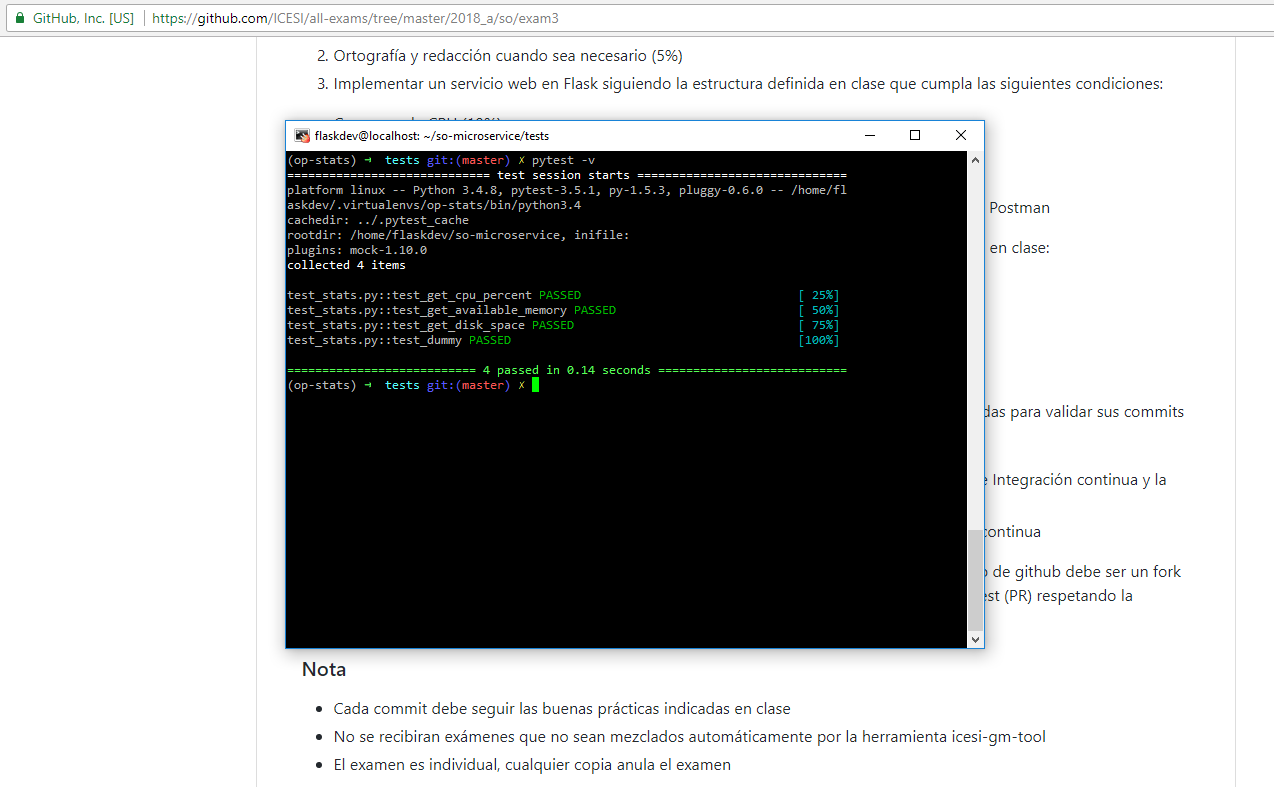 GitHub, Inc. [US] https://github.com/ICESI/all-exams/tree/master/2018_a/so/exam3
2. Ortografía y redacción cuando sea necesario (5%)
3. Implementar un servicio web en Flask siguiendo la estructura definida en clase que cumpla las siguientes condiciones:
flaskdev@localhost: ~/so-microservice/tests
(op-stats) ➜ tests git:(master) ✗ pytest -v
============================= test session starts ==============================
platform linux -- Python 3.4.8, pytest-3.5.1, py-1.5.3, pluggy-0.6.0 -- /home/fl
askdev/.virtualenvs/op-stats/bin/python3.4
cachedir: ../.pytest_cache
rootdir: /home/flaskdev/so-microservice, inifile:
plugins: mock-1.10.0
collected 4 items
test_stats.py::test_get_cpu_percent PASSED [ 25%]
test_stats.py::test_get_available_memory PASSED [ 50%]
test_stats.py::test_get_disk_space PASSED [ 75%]
test_stats.py::test_dummy PASSED [100%]
=========================== 4 passed in 0.14 seconds ===========================
(op-stats) ➜ tests git:(master) ✗
Postman
en clase:
para validar sus commits
Integración continua y la
continua
de github debe ser un fork
(PR) respetando la
Nota
Cada commit debe seguir las buenas prácticas indicadas en clase
No se recibiran exámenes que no sean mezclados automáticamente por la herramienta icesi-gm-tool
El examen es individual, cualquier copia anula el examen